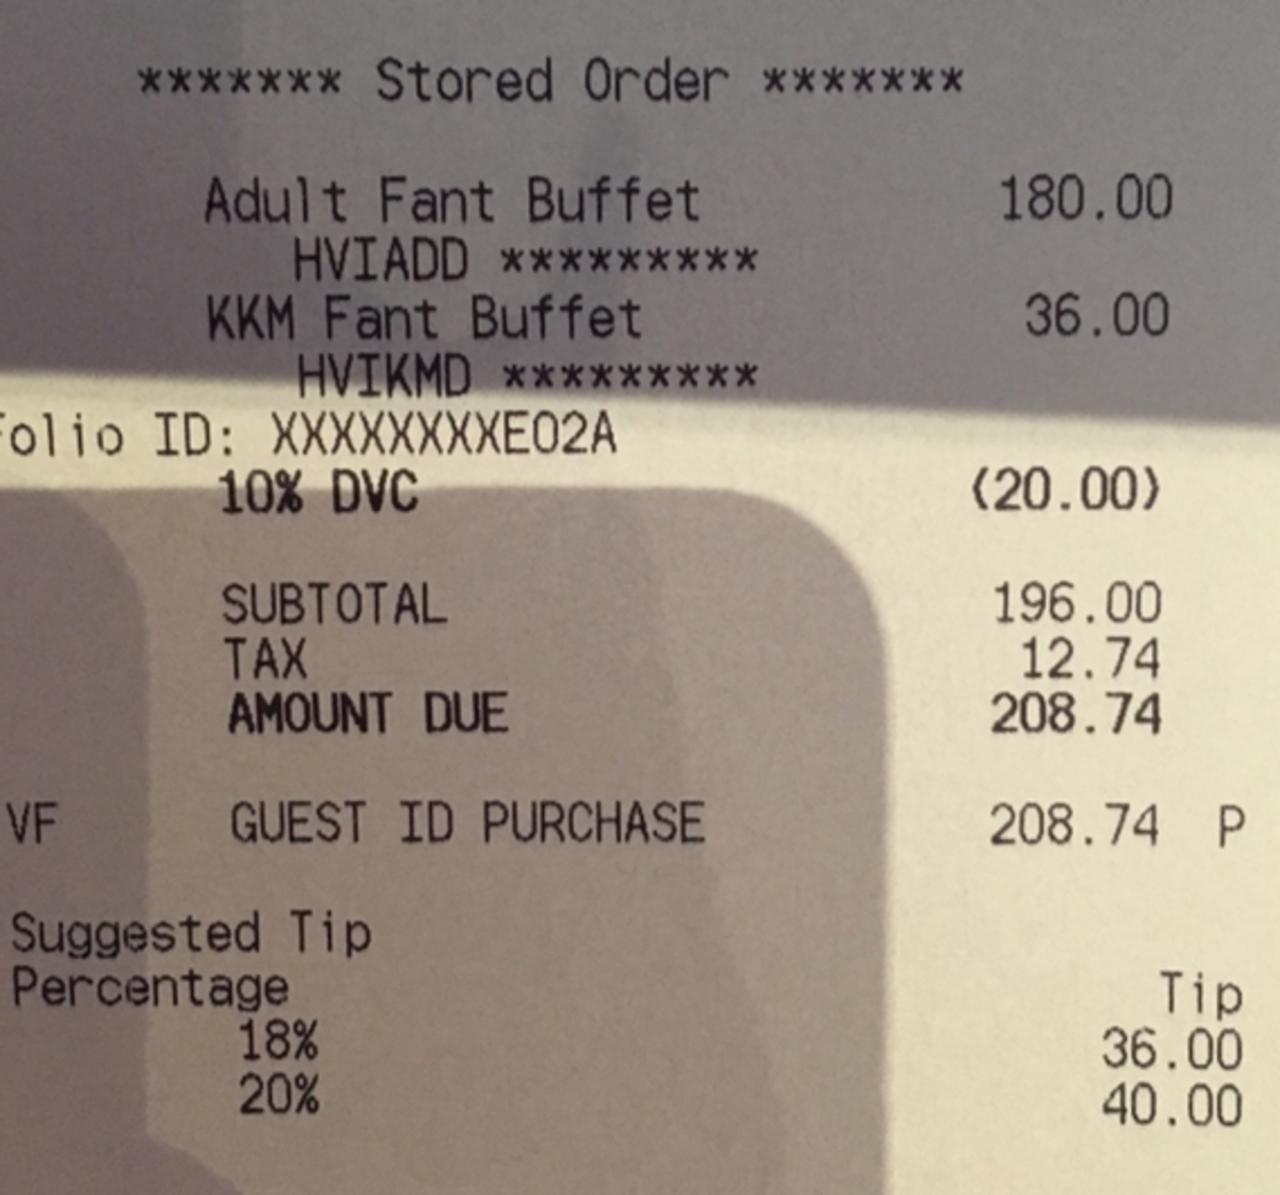 ******* Stored Order *******
Adult Fant Buffet 180.00
HVIADD *********
KKM Fant Buffet 36.00
HVIKMD *********
Folio ID: XXXXXXXXE02A
10% DVC (20.00)
SUBTOTAL 196.00
TAX 12.74
AMOUNT DUE 208.74
VF GUEST ID PURCHASE 208.74 P
Suggested Tip
Percentage Tip
18% 36.00
20% 40.00